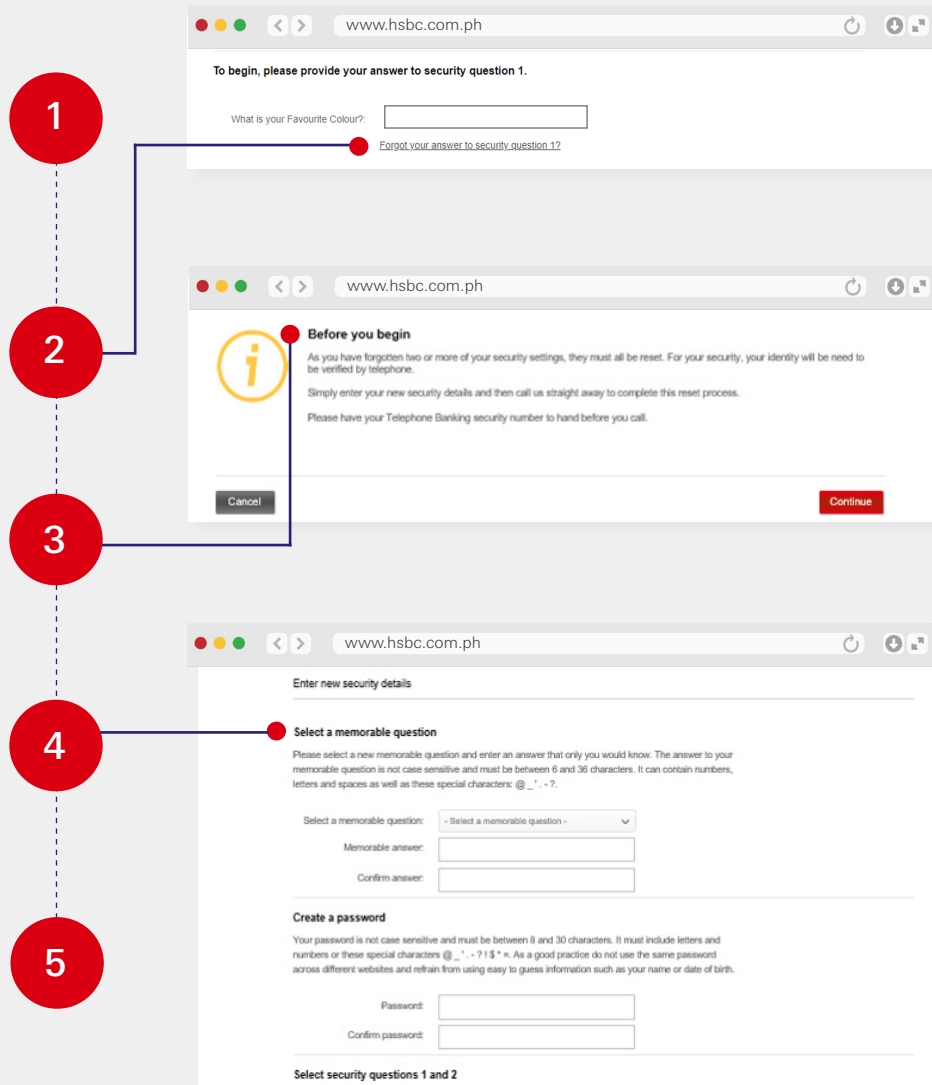 www.hsbc.com.ph
To begin, please provide your answer to security question 1.
1
What is your Favourite Colour?:
Forgot your answer to security question 1?
www.hsbc.com.ph
2
i
Before you begin
As you have forgotten two or more of your security settings, they must all be reset. For your security, your identity will be need to
be verified by telephone.
Simply enter your new security details and then call us straight away to complete this reset process.
Please have your Telephone Banking security number to hand before you call.
Cancel
Continue
3
www.hsbc.com.ph
Enter new security details
4
Select a memorable question
Please select a new memorable question and enter an answer that only you would know. The answer to your
memorable question is not case sensitive and must be between 6 and 36 characters. It can contain numbers,
letters and spaces as well as these special characters: @ _ ' . - ?.
Select a memorable question:
- Select a memorable question -
Memorable answer:
Confirm answer:
Create a password
5
Your password is not case sensitive and must be between 8 and 30 characters. It must include letters and
numbers or these special characters @ _ ' . - ? ! $ * =. As a good practice do not use the same password
across different websites and refrain from using easy to guess information such as your name or date of birth.
Password:
Confirm password:
Select security questions 1 and 2